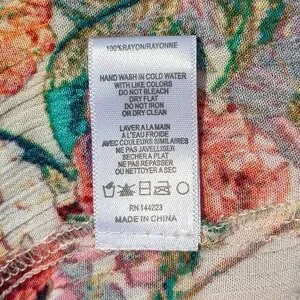 100%RAYON/RAYONNE
HAND WASH IN COLD WATER
WITH LIKE COLORS
DO NOT BLEACH
DRY FLAT
DO NOT IRON
OR
DRY CLEAN
LAVER A LA MAIN
A L'EAU FROIDE
AVEC COULEURS SIMILAIRES
NE PAS JAVELLISER
SECHER A PLAT
NE PAS REPASSER
OU NETTOYER A SEC
RN 144223
MADE IN CHINA